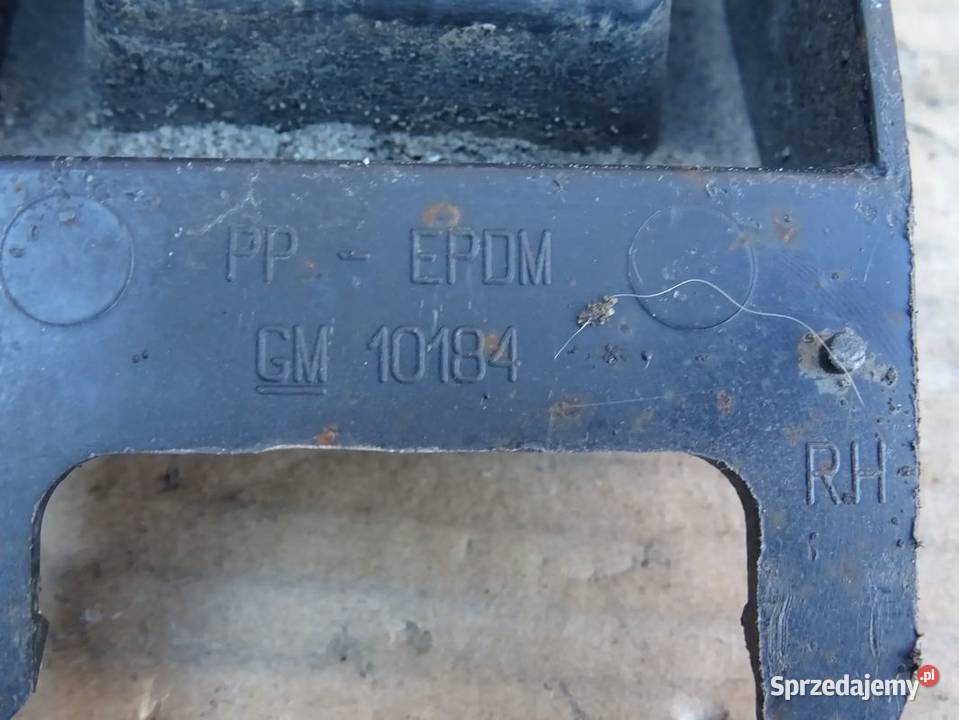 PP - EPDM
GM 10184
RH
Sprzedajemy.pl